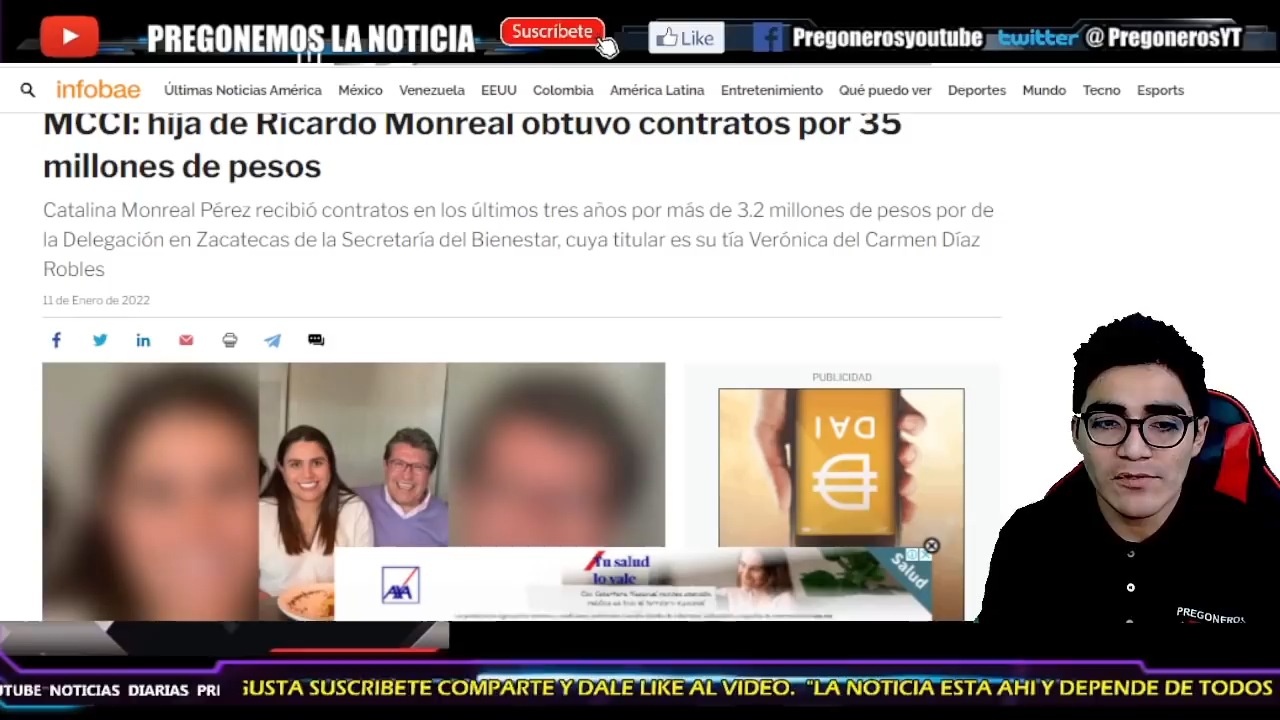 PREGONEMOS LA NOTICIA
Suscríbete
Like
Pregonerosyoutube
twitter @PregonerosYT
infobae
Últimas Noticias América México Venezuela EEUU Colombia América Latina Entretenimiento Qué puedo ver Deportes Mundo Tecno Esports
MCCI: hija de Ricardo Monreal obtuvo contratos por 35
millones de pesos
Catalina Monreal Pérez recibió contratos en los últimos tres años por más de 3.2 millones de pesos por de
la Delegación en Zacatecas de la Secretaría del Bienestar, cuya titular es su tía Verónica del Carmen Díaz
Robles
11 de Enero de 2022
PUBLICIDAD
DAI
AXA
Tu salud
lo vale
Salud
PREGONEROS
UTUBE NOTICIAS DIARIAS PRI
GUSTA SUSCRIBETE COMPARTE Y DALE LIKE AL VIDEO. "LA NOTICIA ESTA AHI Y DEPENDE DE TODOS